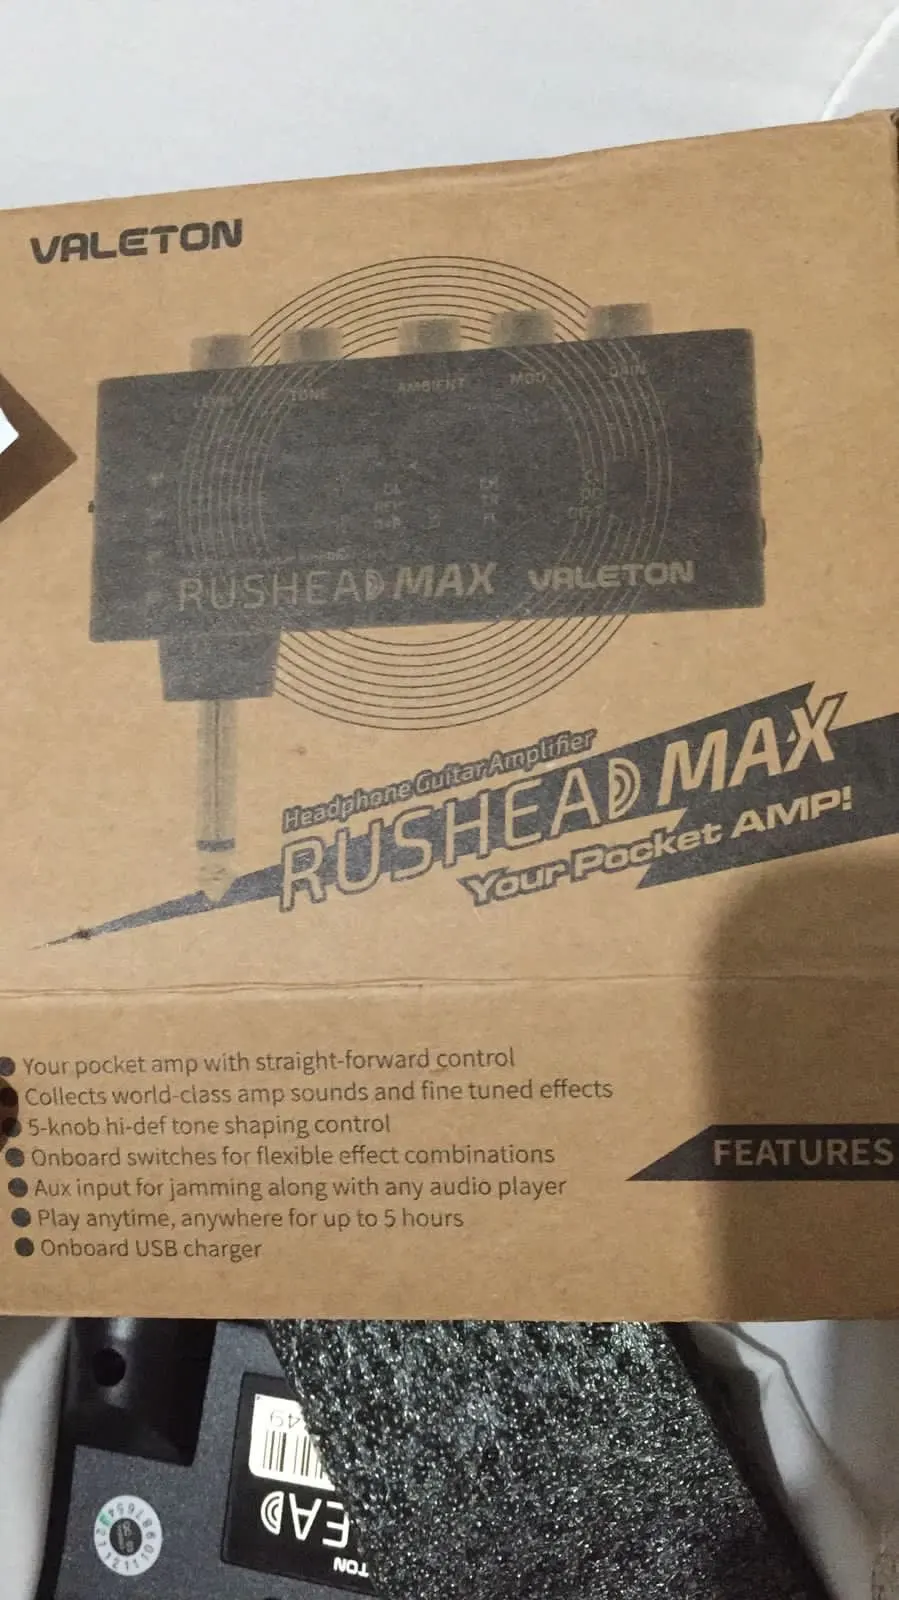 VALETON
LEVEL TONE AMBIENT MOD GAIN
RUSHEAD MAX VALETON
Headphone Guitar Amplifier
RUSHEAD MAX
Your Pocket AMP!
FEATURES
● Your pocket amp with straight-forward control
● Collects world-class amp sounds and fine tuned effects
● 5-knob hi-def tone shaping control
● Onboard switches for flexible effect combinations
● Aux input for jamming along with any audio player
● Play anytime, anywhere for up to 5 hours
● Onboard USB charger
49
EAD
TON